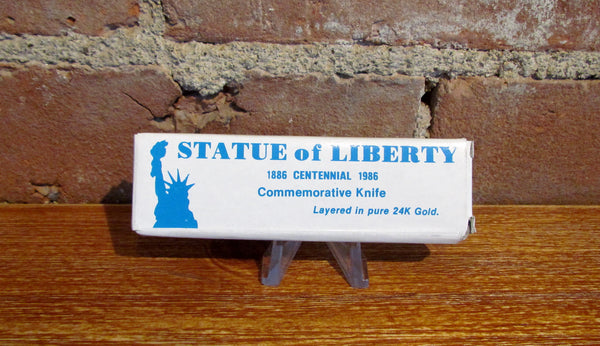 STATUE of LIBERTY
1886 CENTENNIAL 1986
Commemorative Knife
Layered in pure 24K Gold.